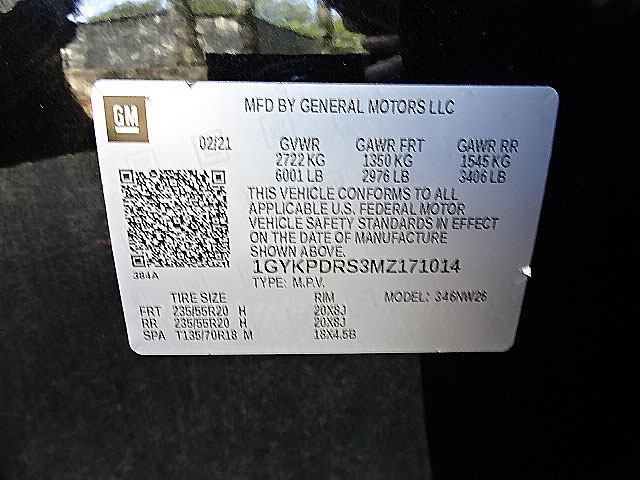 GM
MFD BY GENERAL MOTORS LLC
02/21 GVWR GAWR FRT GAWR RR
2722 KG 1350 KG 1545 KG
6001 LB 2976 LB 3406 LB
THIS VEHICLE CONFORMS TO ALL
APPLICABLE U.S. FEDERAL MOTOR
VEHICLE SAFETY STANDARDS IN EFFECT
ON THE DATE OF MANUFACTURE
SHOWN ABOVE.
1GYKPDRS3MZ171014
384A
TYPE: M.P.V.
TIRE SIZE RIM MODEL: 346NW26
FRT 235/55R20 H 20X8J
RR 235/55R20 H 20X8J
SPA T135/70R18 M 18X4.5B